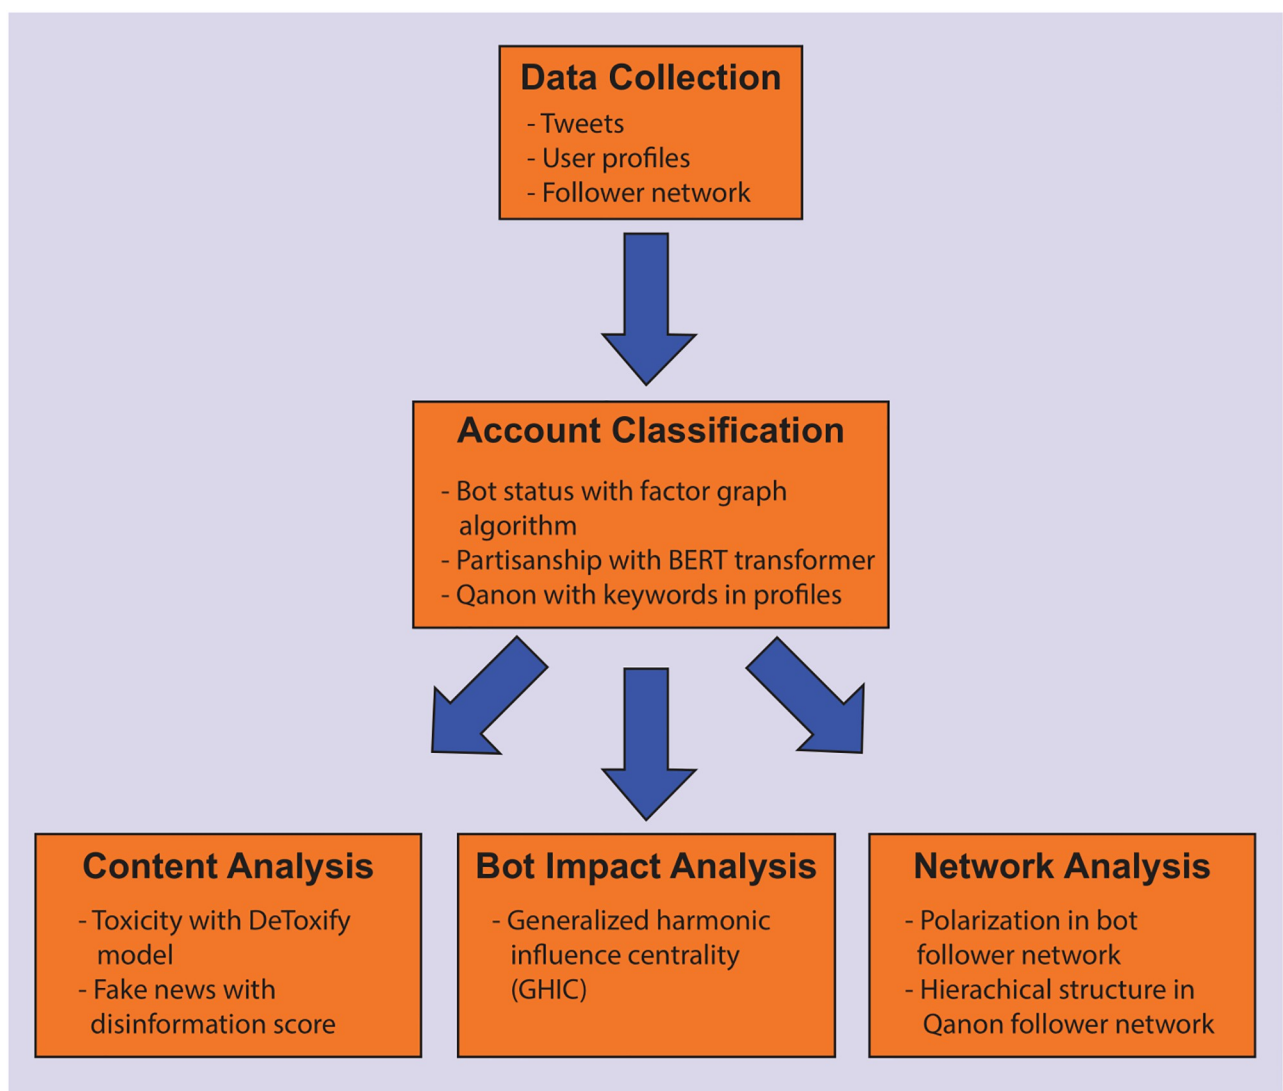 Data Collection
- Tweets
- User profiles
- Follower network
Account Classification
- Bot status with factor graph
algorithm
- Partisanship with BERT transformer
- Qanon with keywords in profiles
Content Analysis
- Toxicity with DeToxify
model
- Fake news with
disinformation score
Bot Impact Analysis
- Generalized harmonic
influence centrality
(GHIC)
Network Analysis
- Polarization in bot
follower network
- Hierachical structure in
Qanon follower network